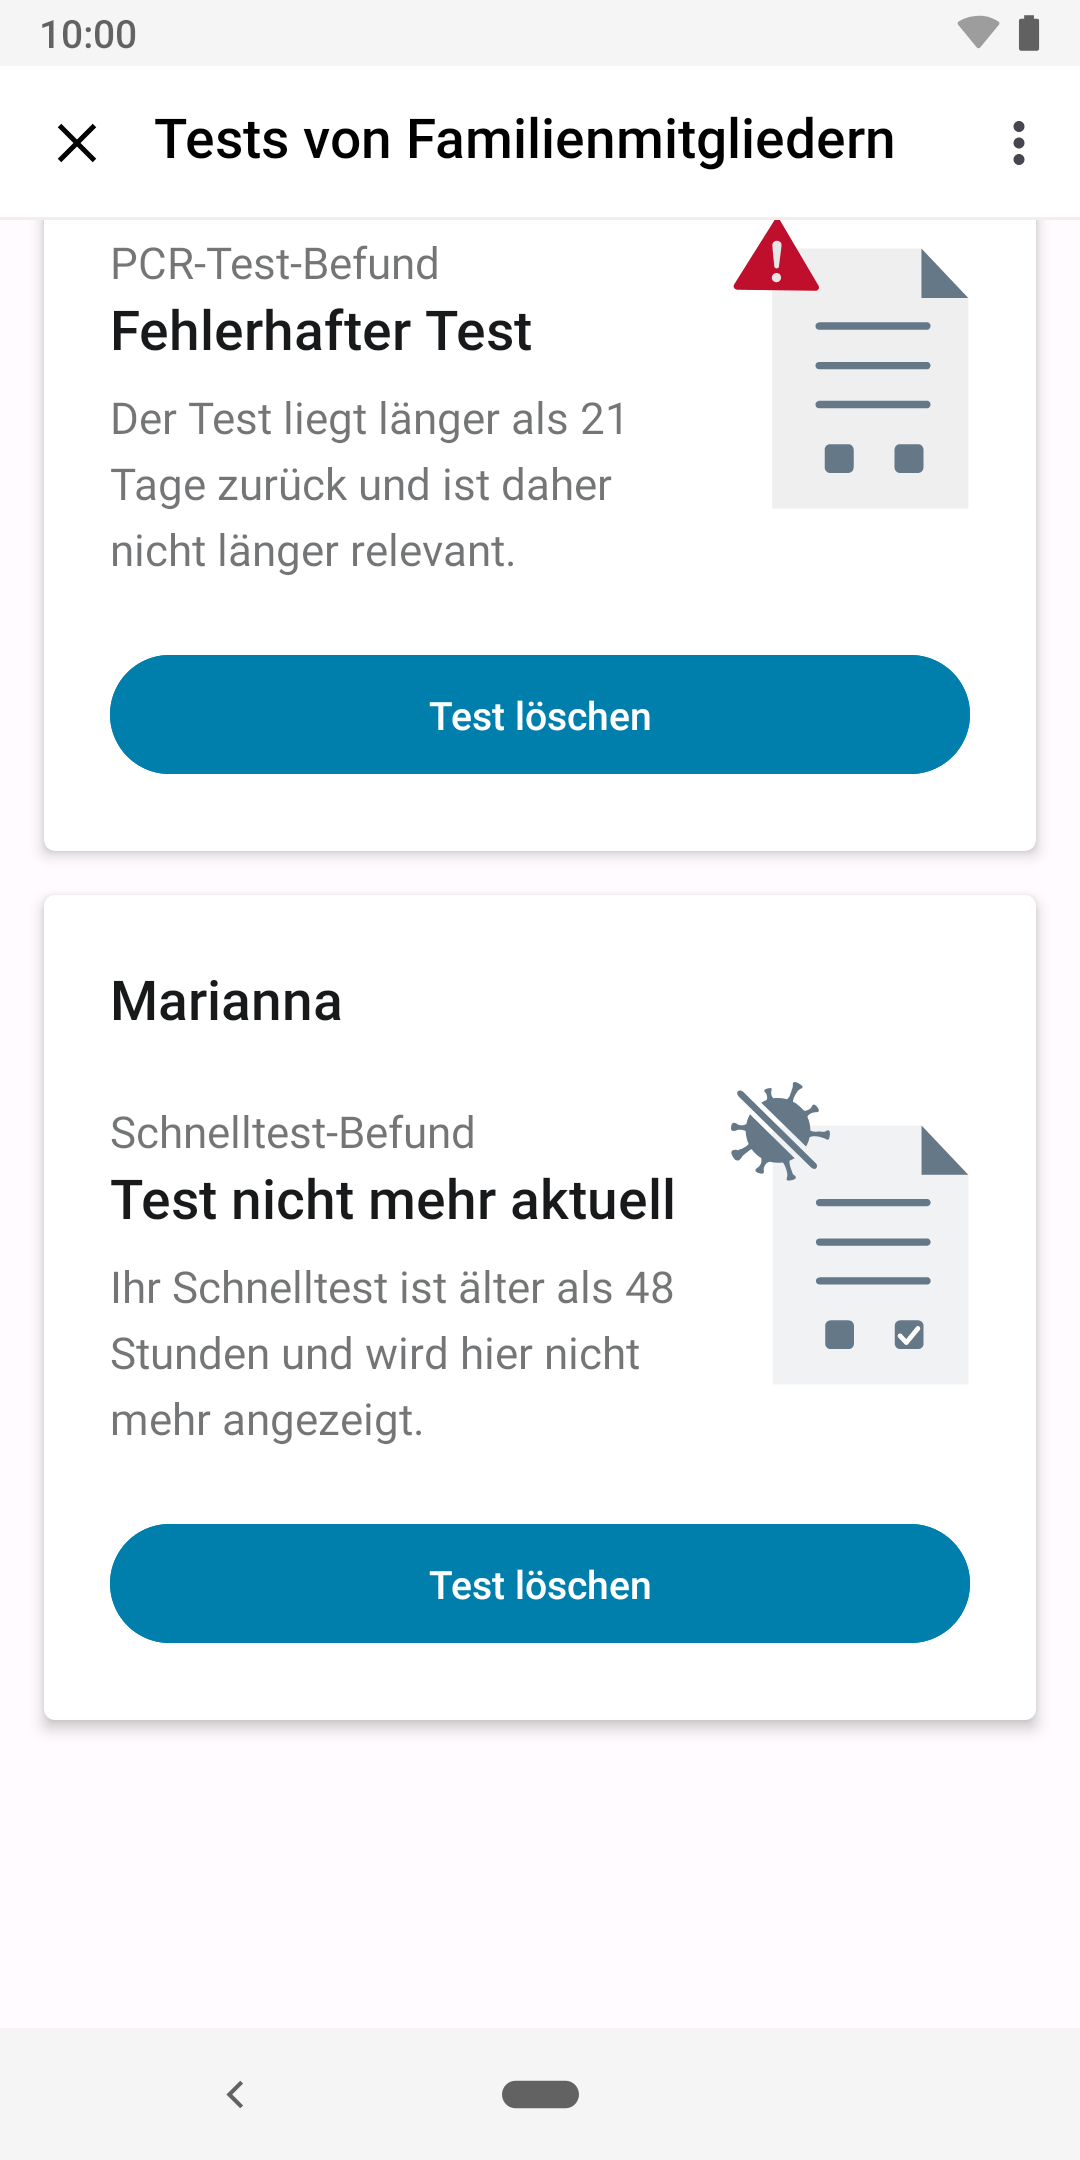 10:00
Tests von Familienmitgliedern
PCR-Test-Befund
Fehlerhafter Test
Der Test liegt länger als 21
Tage zurück und ist daher
nicht länger relevant.
Test löschen
Marianna
Schnelltest-Befund
Test nicht mehr aktuell
Ihr Schnelltest ist älter als 48
Stunden und wird hier nicht
mehr angezeigt.
Test löschen